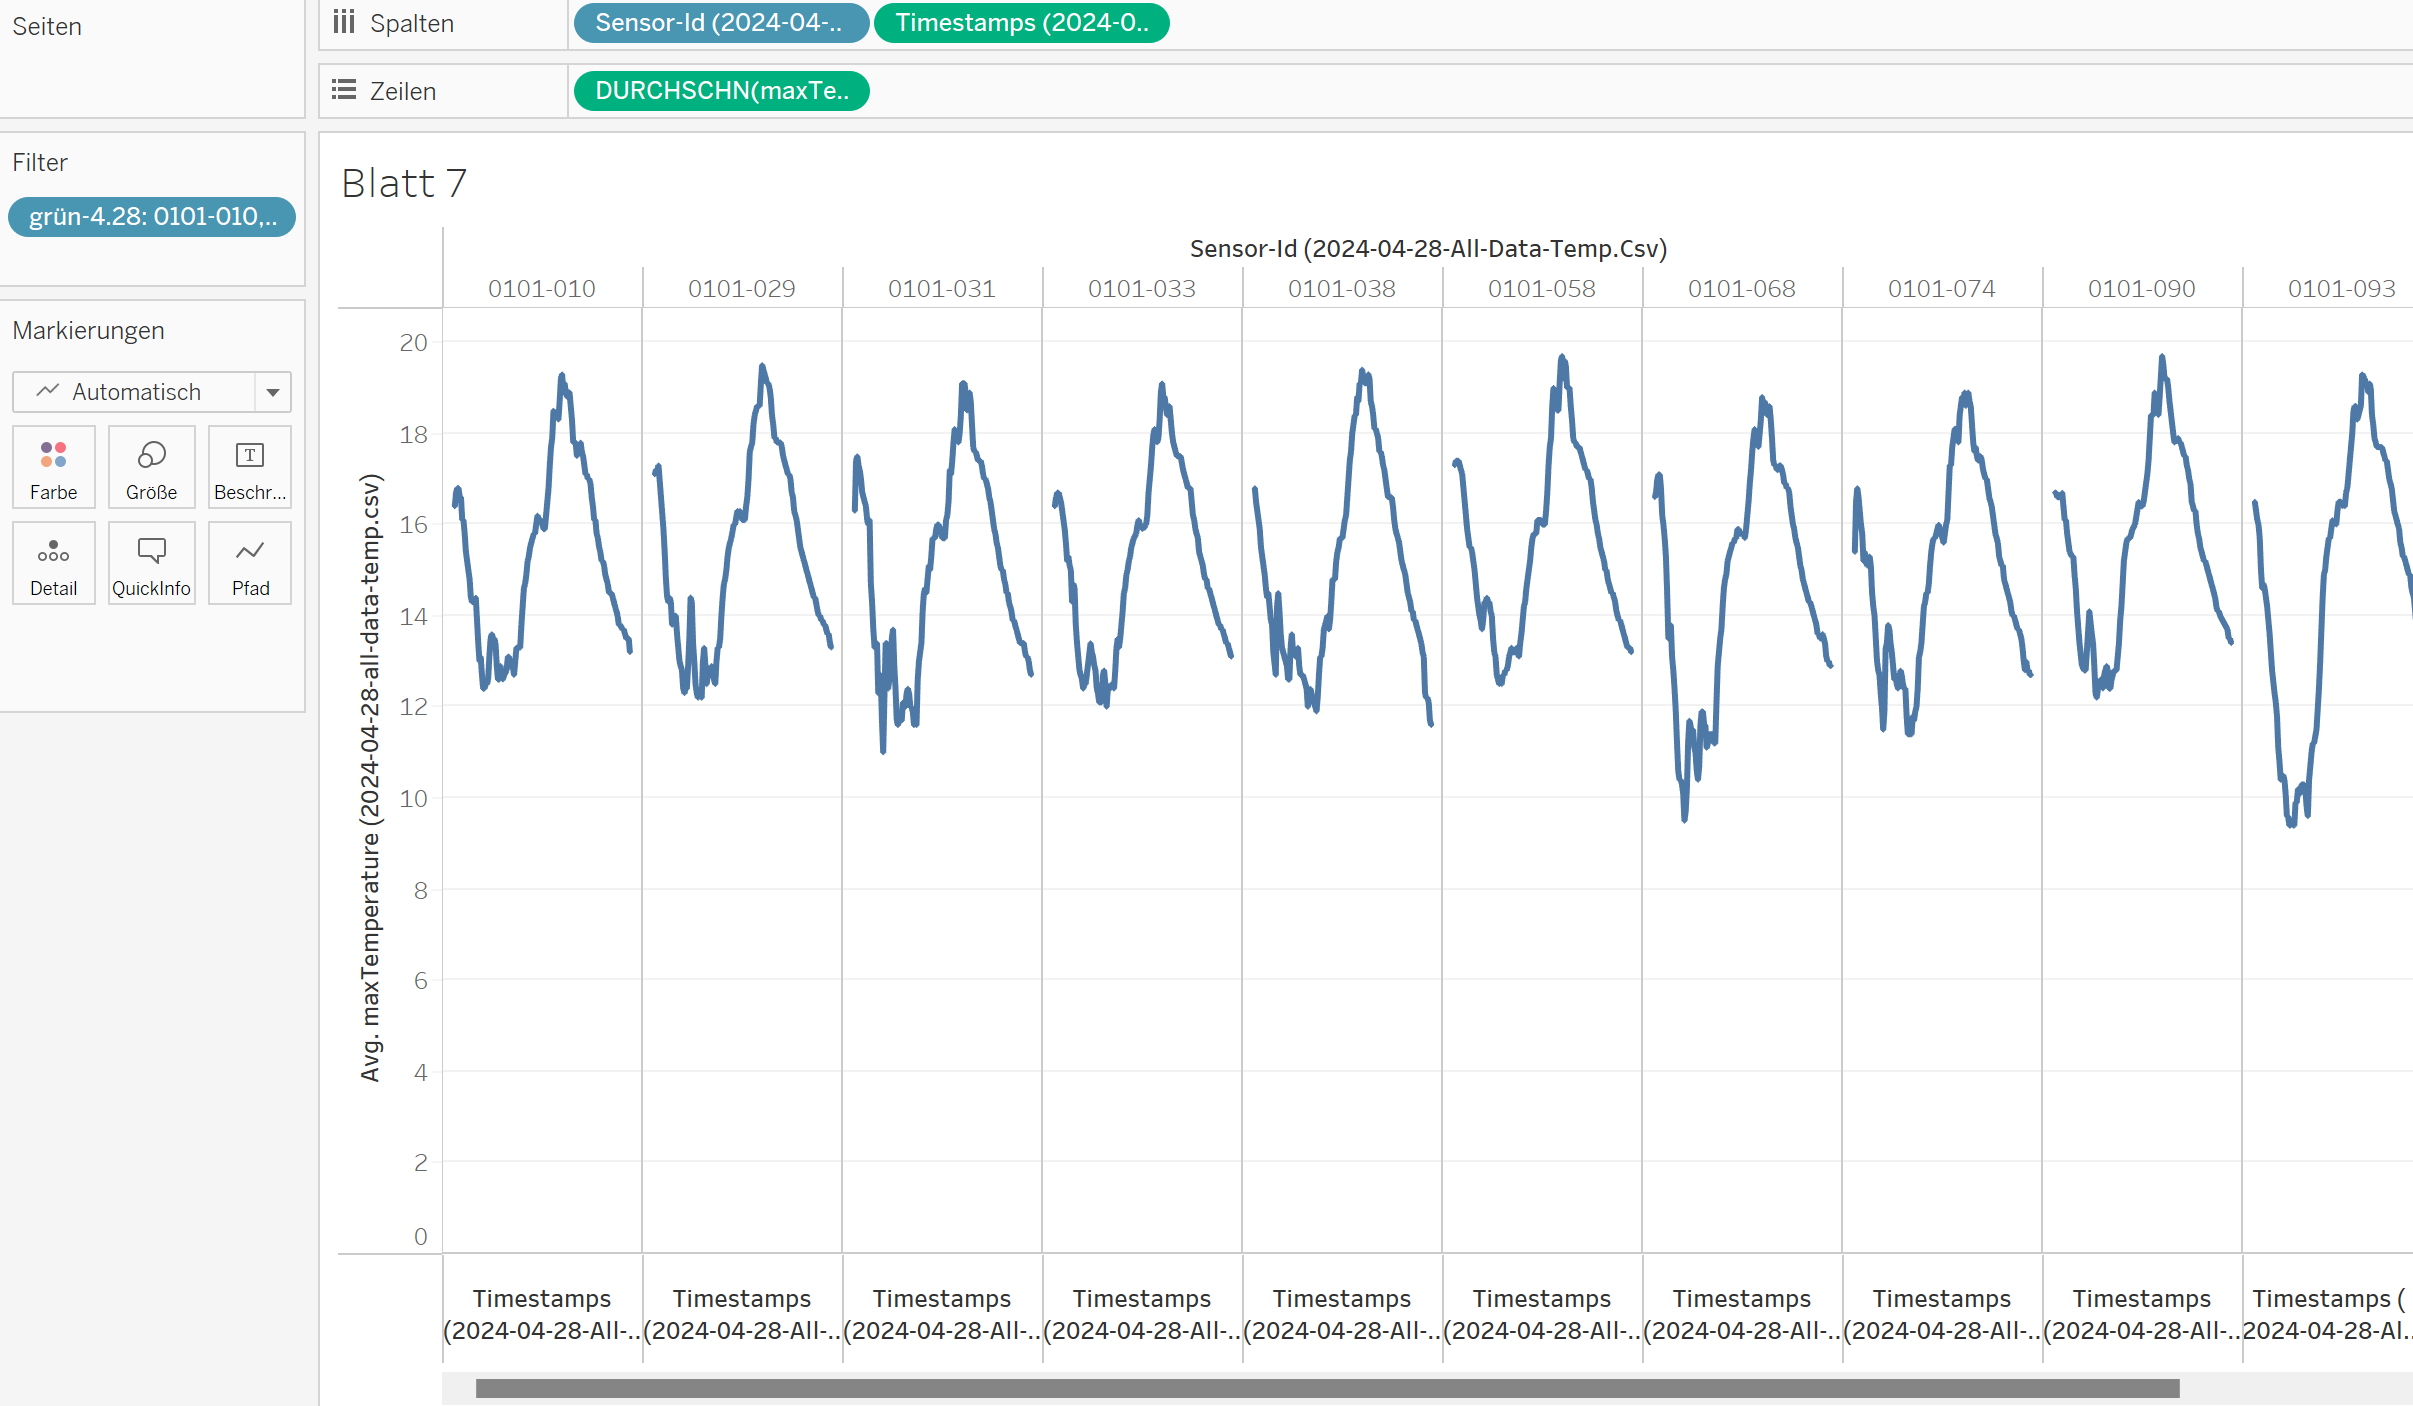 Seiten
Spalten
Sensor-Id (2024-04-..
Timestamps (2024-0..
Zeilen
DURCHSCHN(maxTe..
Filter
grün-4.28: 0101-010,..
Markierungen
Automatisch
Farbe
Größe
Beschr...
Detail
QuickInfo
Pfad
Blatt 7
Sensor-Id (2024-04-28-All-Data-Temp.Csv)
0101-010
0101-029
0101-031
0101-033
0101-038
0101-058
0101-068
0101-074
0101-090
0101-093
Avg. maxTemperature (2024-04-28-all-data-temp.csv)
20
18
16
14
12
10
8
6
4
2
0
Timestamps
(2024-04-28-All-..
Timestamps
(2024-04-28-All-..
Timestamps
(2024-04-28-All-..
Timestamps
(2024-04-28-All-..
Timestamps
(2024-04-28-All-..
Timestamps
(2024-04-28-All-..
Timestamps
(2024-04-28-All-..
Timestamps
(2024-04-28-All-..
Timestamps
(2024-04-28-All-..
Timestamps (
2024-04-28-Al..